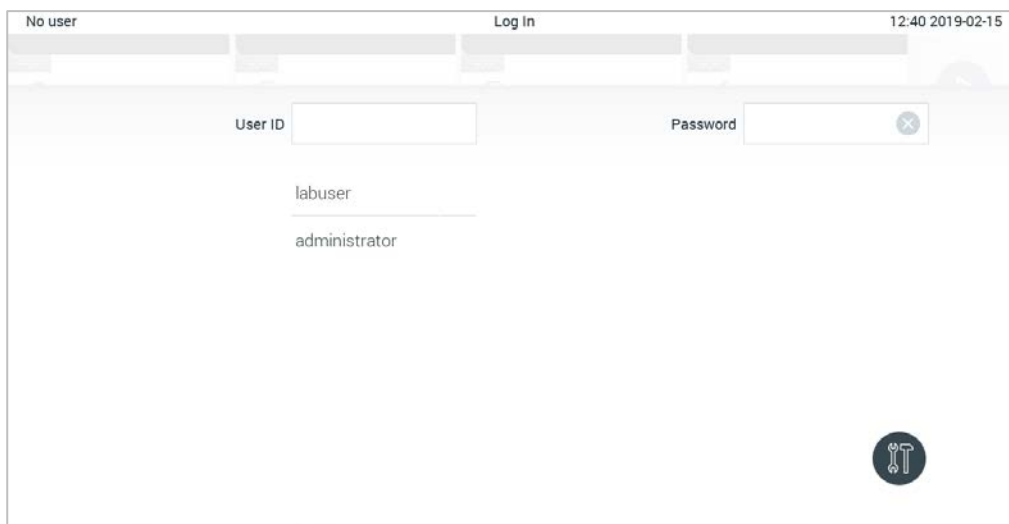 No user Log In 12:40 2019-02-15
User ID Password
labuser
administrator